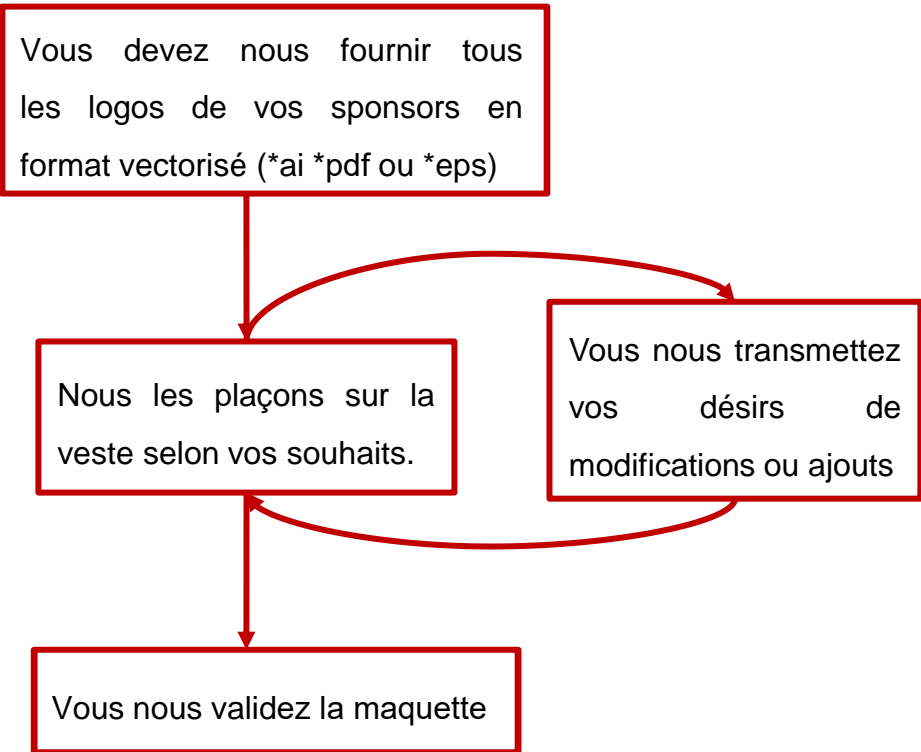 Vous devez nous fournir tous
les logos de vos sponsors en
format vectorisé (*ai *pdf ou *eps)
Nous les plaçons sur la
veste selon vos souhaits.
Vous nous transmettez
vos désirs de
modifications ou ajouts
Vous nous validez la maquette